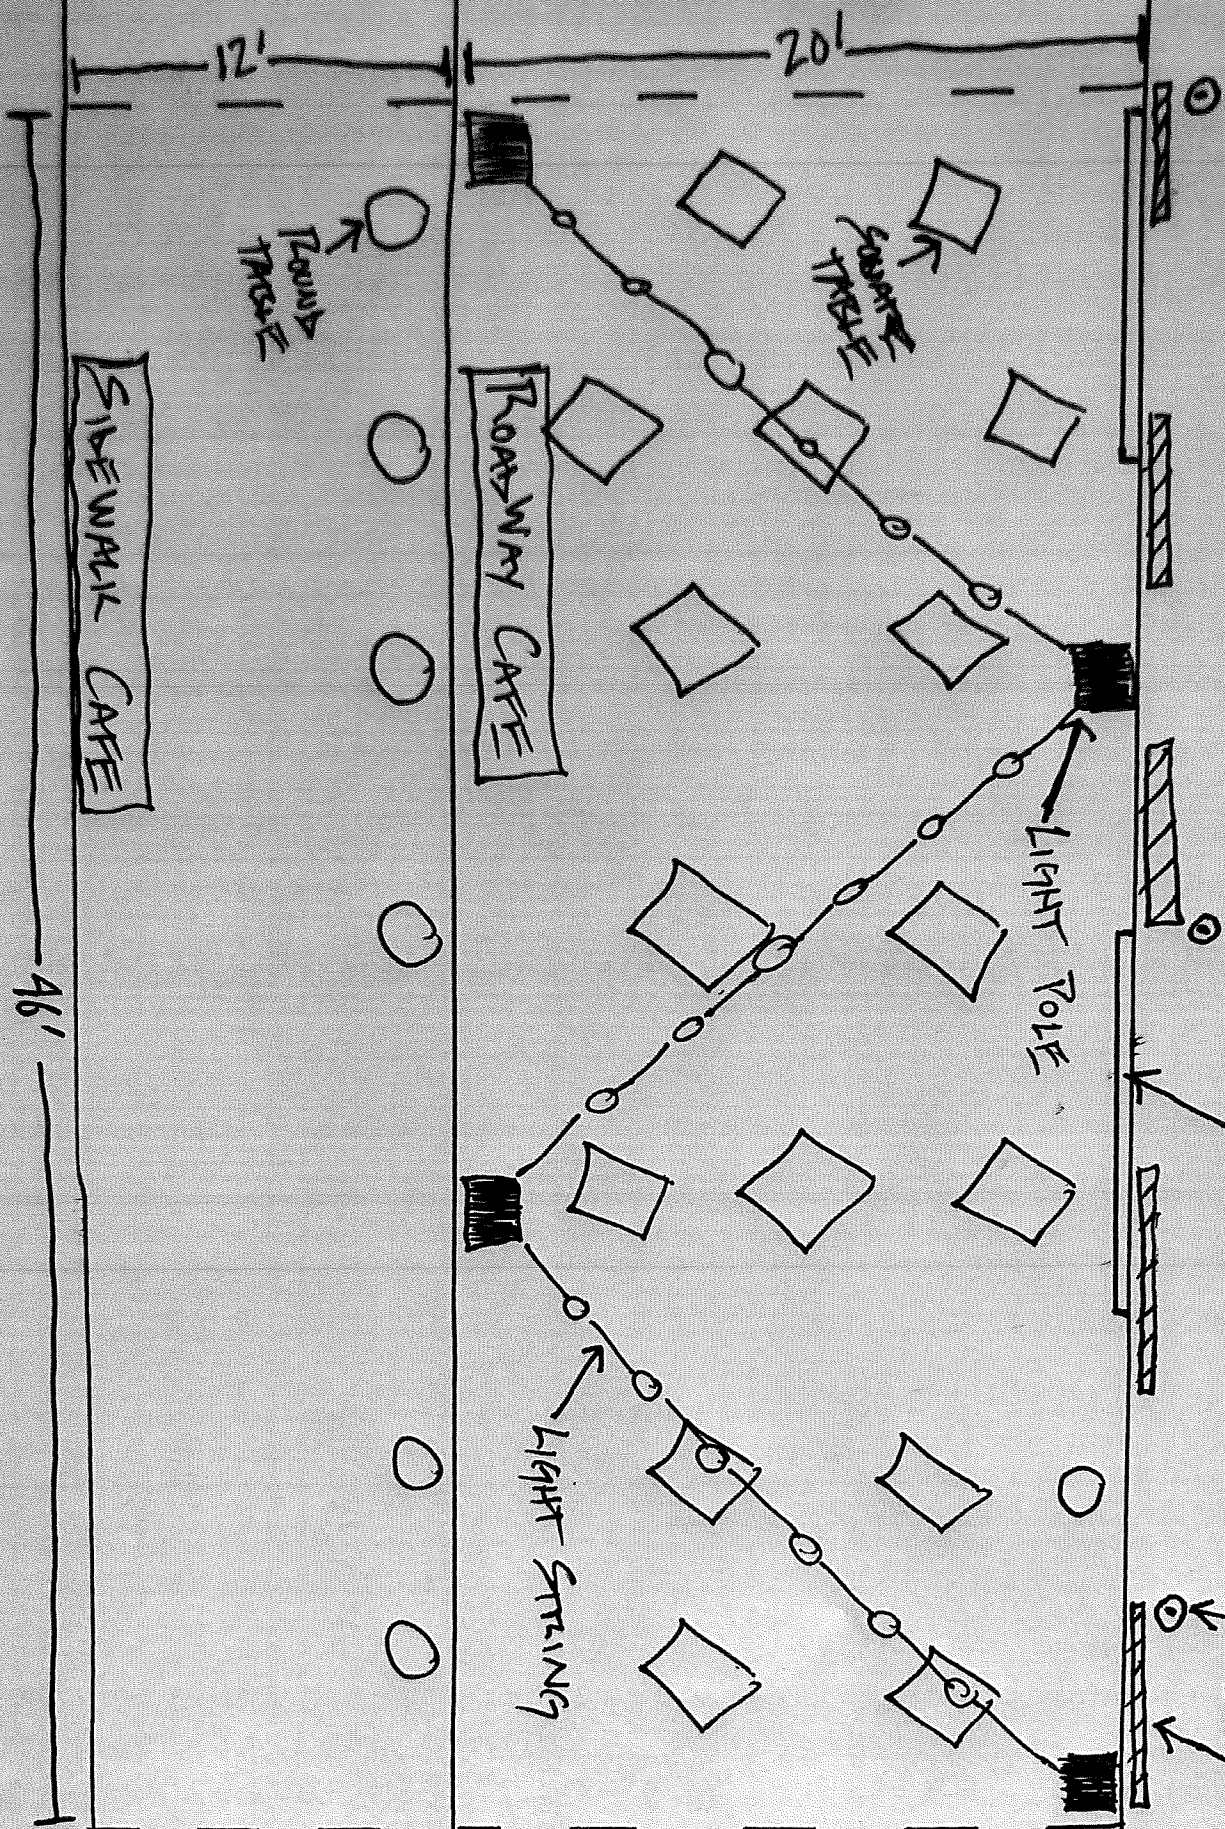 12'
20'
ROUND
TABLE
SQUARE
TABLE
SIDEWALK CAFE
ROADWAY CAFE
LIGHT POLE
46'
LIGHT STRING